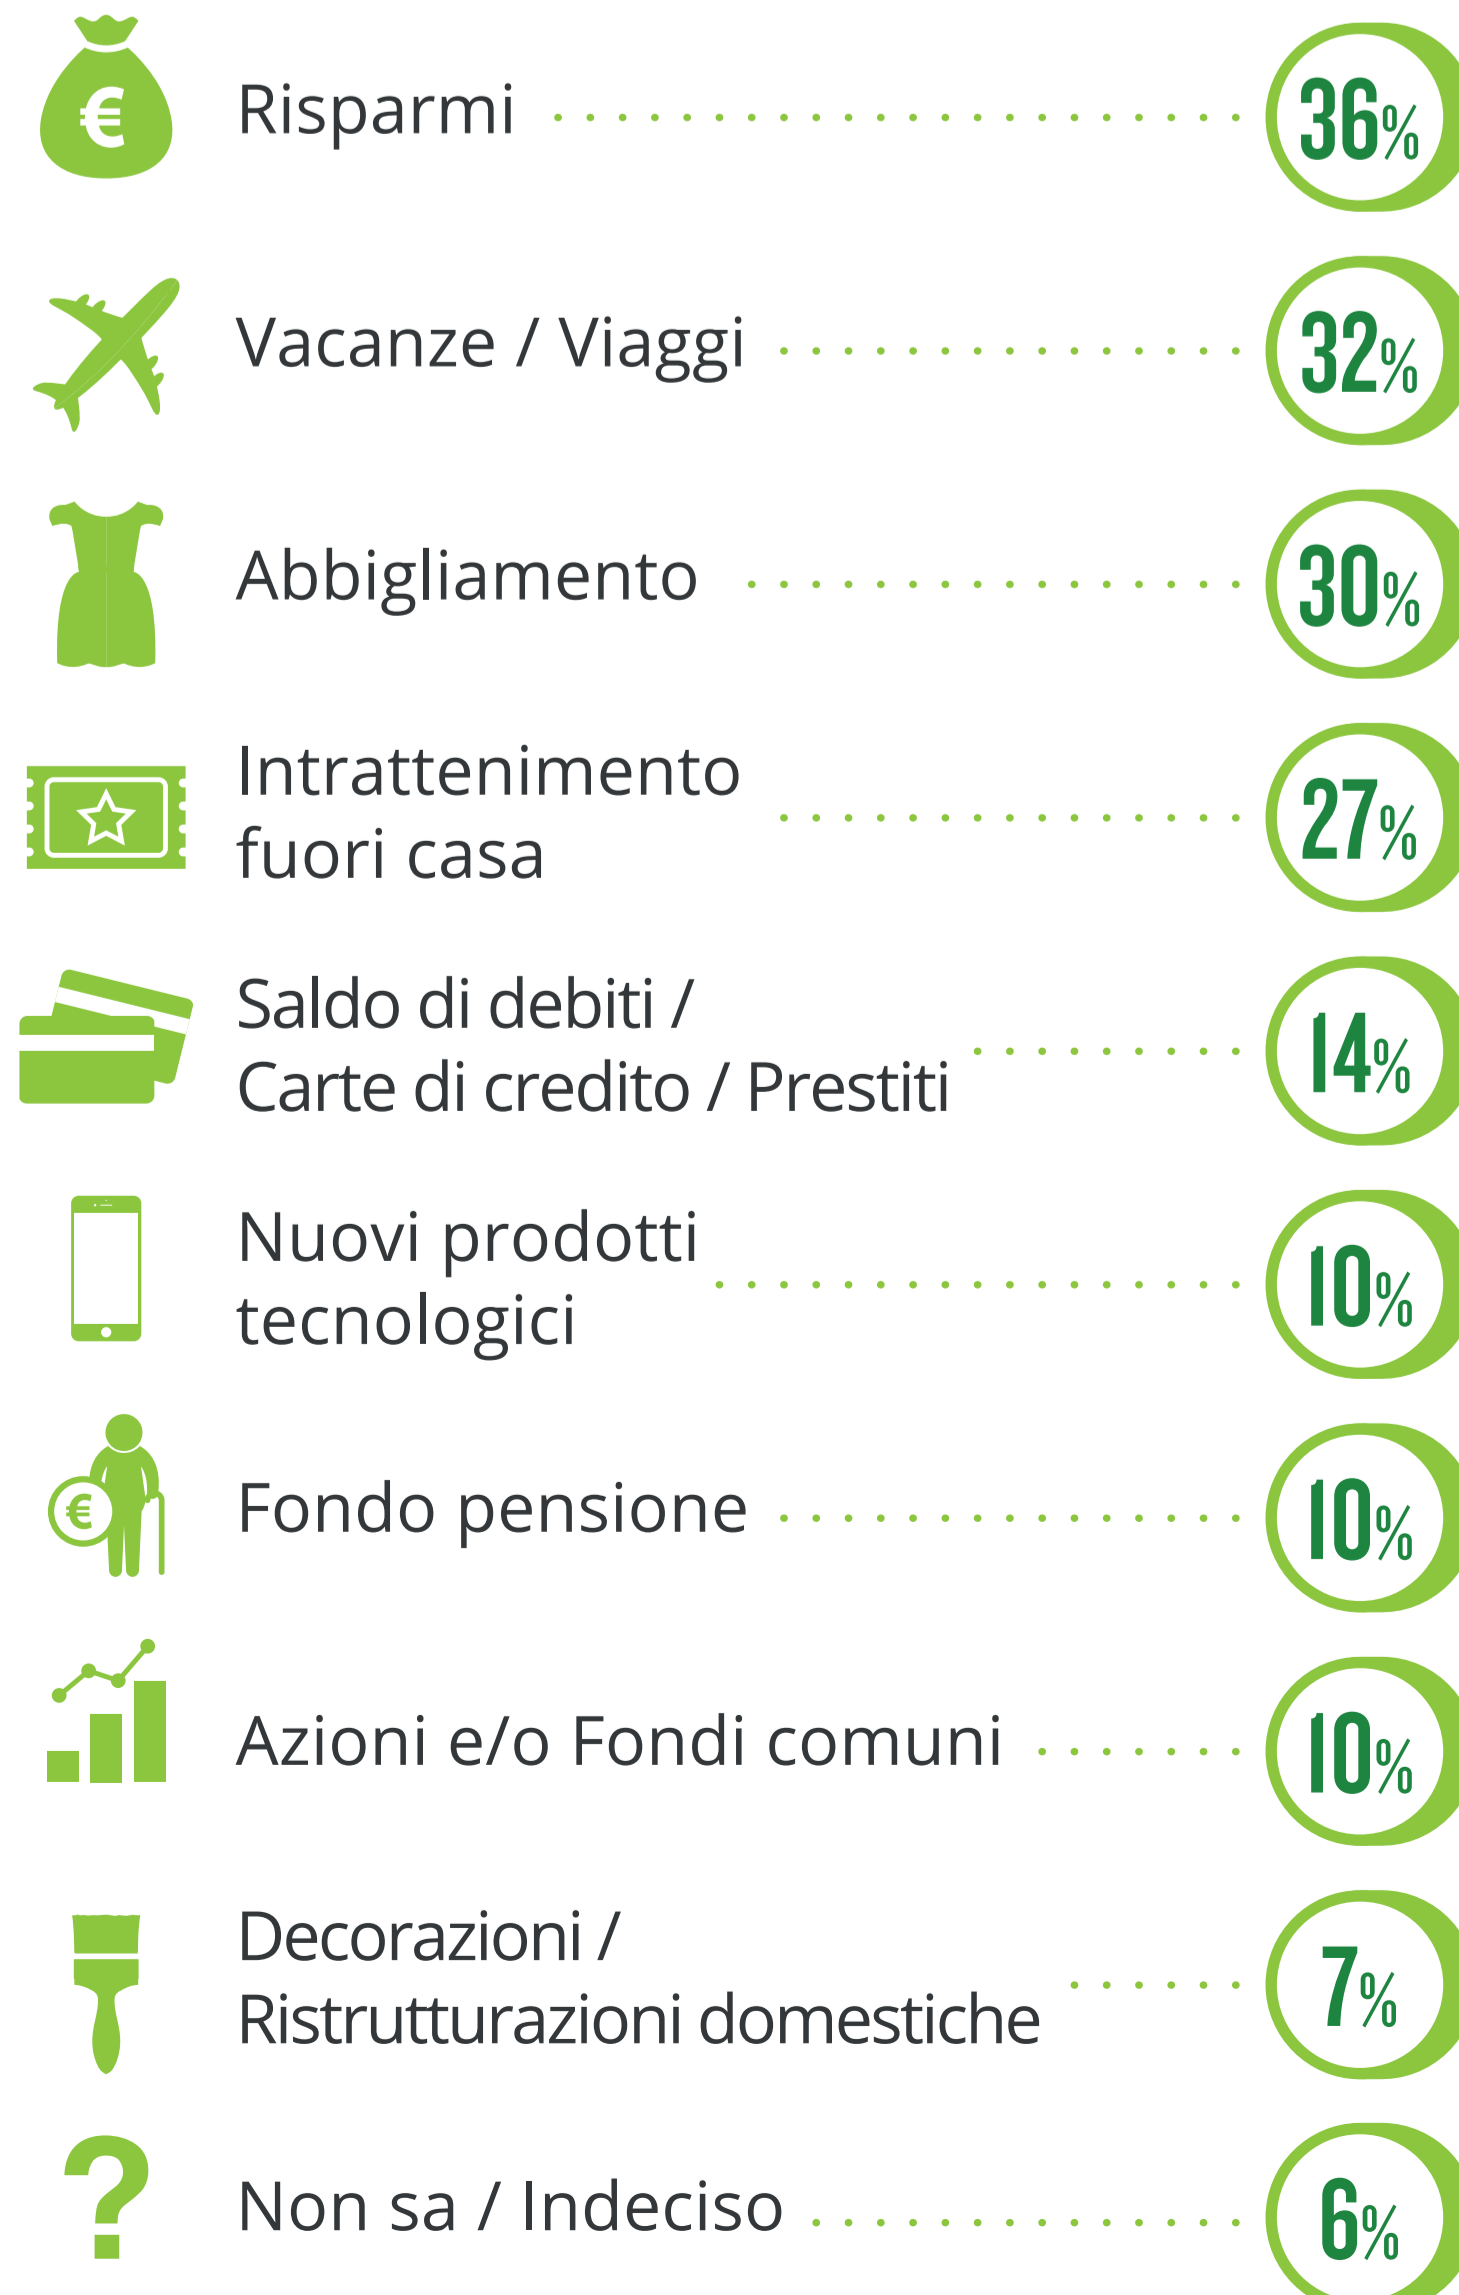 €
Risparmi 36%
Vacanze / Viaggi 32%
Abbigliamento 30%
Intrattenimento
fuori casa 27%
Saldo di debiti /
Carte di credito / Prestiti 14%
Nuovi prodotti
tecnologici 10%
€
Fondo pensione 10%
Azioni e/o Fondi comuni 10%
Decorazioni /
Ristrutturazioni domestiche 7%
?
Non sa / Indeciso 6%